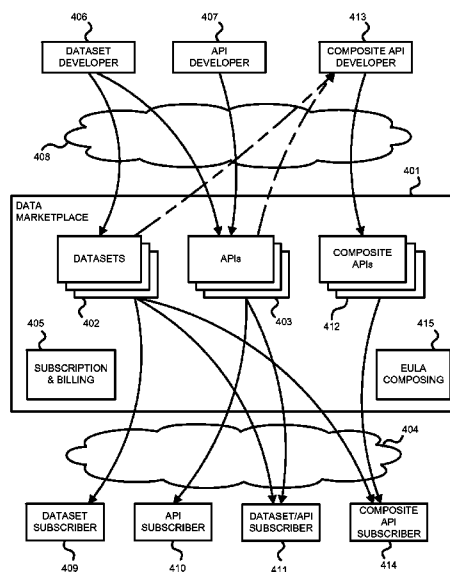 406
407
413
DATASET
DEVELOPER
API
DEVELOPER
COMPOSITE API
DEVELOPER
408
401
DATA
MARKETPLACE
DATASETS
APIs
COMPOSITE
APIs
402
403
412
405
415
SUBSCRIPTION
& BILLING
EULA
COMPOSING
404
DATASET
SUBSCRIBER
API
SUBSCRIBER
DATASET/API
SUBSCRIBER
COMPOSITE
API
SUBSCRIBER
409
410
411
414